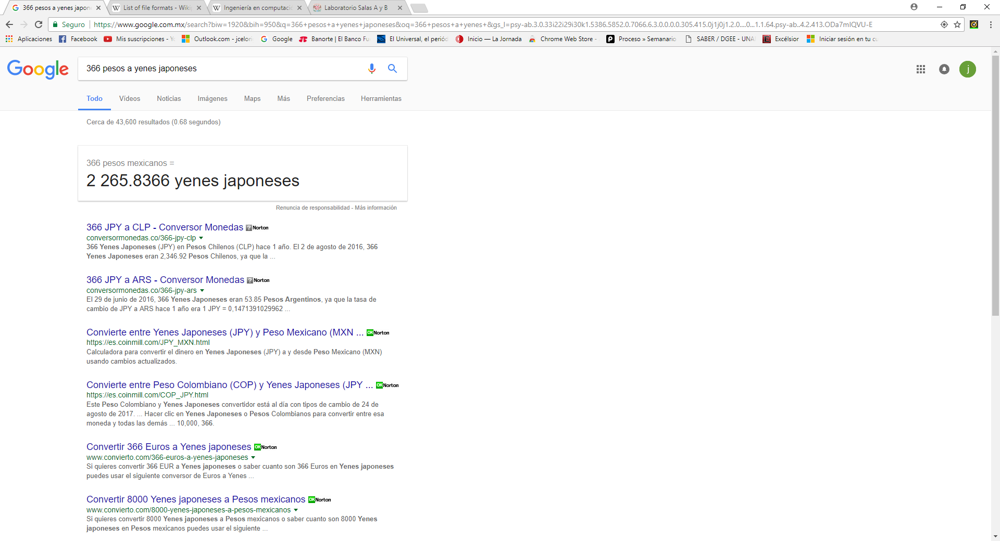 366 pesos a yenes japon
List of file formats - Wiki
Ingeniería en computaci
Laboratorio Salas A y B
Seguro
https://www.google.com.mx/search?biw=1920&bih=950&q=366+pesos+a+yenes+japoneses&oq=366+pesos+a+yenes+&gs_l=psy-ab.3.0.33i22i29i30k1.5386.5852.0.7066.6.3.0.0.0.0.305.415.0j1j0j1.2.0....0...1.1.64.psy-ab..4.2.413.ODa7mIQVU-E
Aplicaciones
Facebook
Mis suscripciones - Y
Outlook.com - jcelori
Google
Banorte | El Banco Fu
El Universal, el periód
Inicio — La Jornada
Chrome Web Store -
Proceso » Semanario
SABER / DGEE - UNA
Excélsior
Iniciar sesión en tu cu
Google
366 pesos a yenes japoneses
j
Todo
Vídeos
Noticias
Imágenes
Maps
Más
Preferencias
Herramientas
Cerca de 43,600 resultados (0.68 segundos)
366 pesos mexicanos =
2 265.8366 yenes japoneses
Renuncia de responsabilidad - Más información
366 JPY a CLP - Conversor Monedas ? Norton
conversormonedas.co/366-jpy-clp
366 Yenes Japoneses (JPY) en Pesos Chilenos (CLP) hace 1 año. El 2 de agosto de 2016, 366
Yenes Japoneses eran 2,346.92 Pesos Chilenos, ya que la ...
366 JPY a ARS - Conversor Monedas ? Norton
conversormonedas.co/366-jpy-ars
El 29 de junio de 2016, 366 Yenes Japoneses eran 53.85 Pesos Argentinos, ya que la tasa de
cambio de JPY a ARS hace 1 año era 1 JPY = 0,1471391029962 ...
Convierte entre Yenes Japoneses (JPY) y Peso Mexicano (MXN ... OK Norton
https://es.coinmill.com/JPY_MXN.html
Calculadora para convertir el dinero en Yenes Japoneses (JPY) a y desde Peso Mexicano (MXN)
usando cambios actualizados.
Convierte entre Peso Colombiano (COP) y Yenes Japoneses (JPY ... OK Norton
https://es.coinmill.com/COP_JPY.html
Este Peso Colombiano y Yenes Japoneses convertidor está al día con tipos de cambio de 24 de
agosto de 2017. ... Hacer clic en Yenes Japoneses o Pesos Colombianos para convertir entre esa
moneda y todas las demás ... 10,000, 366.
Convertir 366 Euros a Yenes japoneses OK Norton
www.convierto.com/366-euros-a-yenes-japoneses
Si quieres convertir 366 EUR a Yenes japoneses o saber cuanto son 366 Euros en Yenes japoneses
puedes usar el siguiente conversor de Euros a Yenes ...
Convertir 8000 Yenes japoneses a Pesos mexicanos OK Norton
www.convierto.com/8000-yenes-japoneses-a-pesos-mexicanos
Si quieres convertir 8000 Yenes japoneses a Pesos mexicanos o saber cuanto son 8000 Yenes
japoneses en Pesos mexicanos puedes usar el siguiente ...